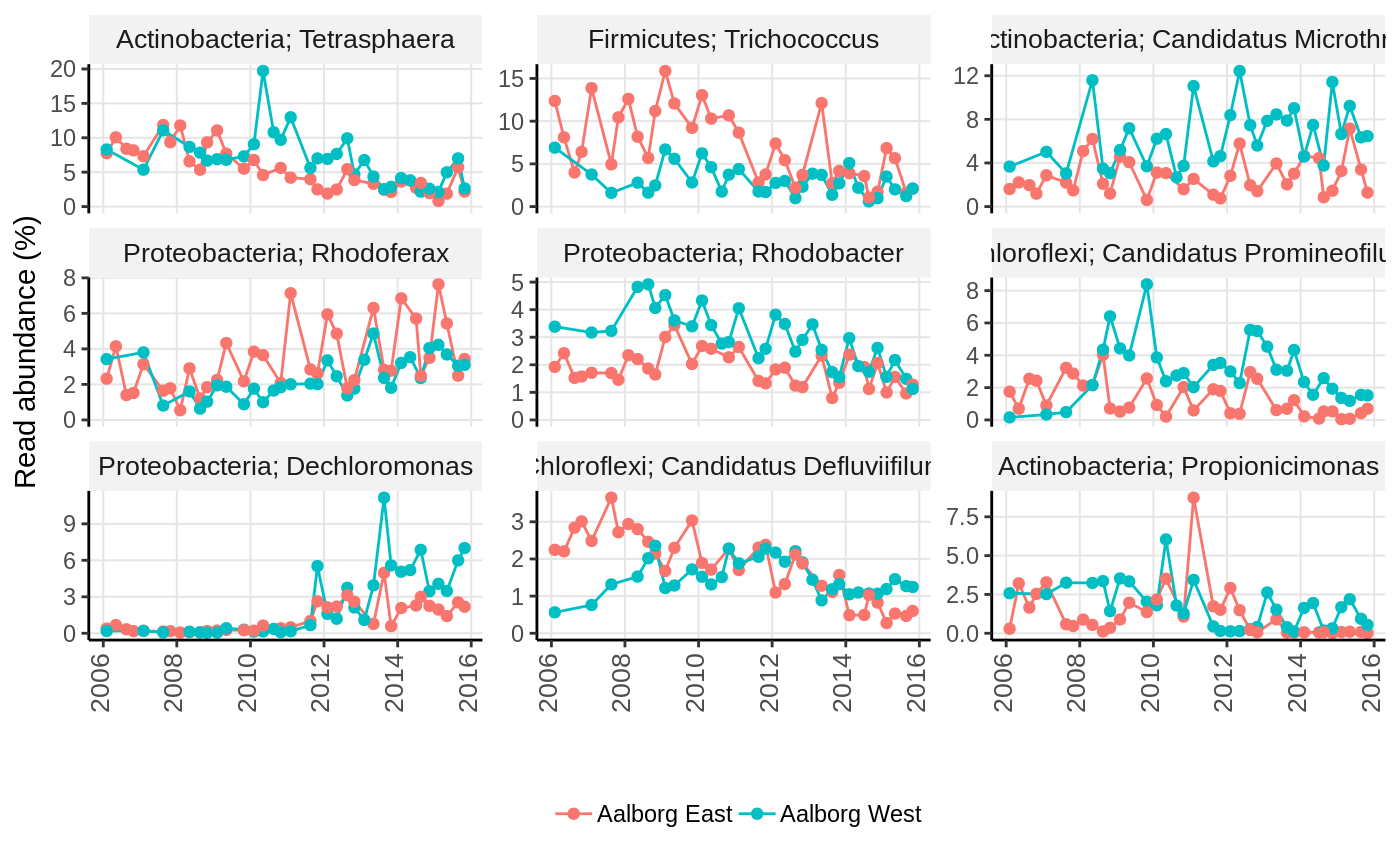 Read abundance (%)
Actinobacteria; Tetrasphaera
20
15
10
5
0
Firmicutes; Trichococcus
15
10
5
0
ctinobacteria; Candidatus Microthr
12
8
4
0
Proteobacteria; Rhodoferax
8
6
4
2
0
Proteobacteria; Rhodobacter
5
4
3
2
1
0
hloroflexi; Candidatus Promineofilu
8
6
4
2
0
Proteobacteria; Dechloromonas
9
6
3
0
2006 2008 2010 2012 2014 2016
Chloroflexi; Candidatus Defluviifilum
3
2
1
0
2006 2008 2010 2012 2014 2016
Actinobacteria; Propionicimonas
7.5
5.0
2.5
0.0
2006 2008 2010 2012 2014 2016
Aalborg East Aalborg West